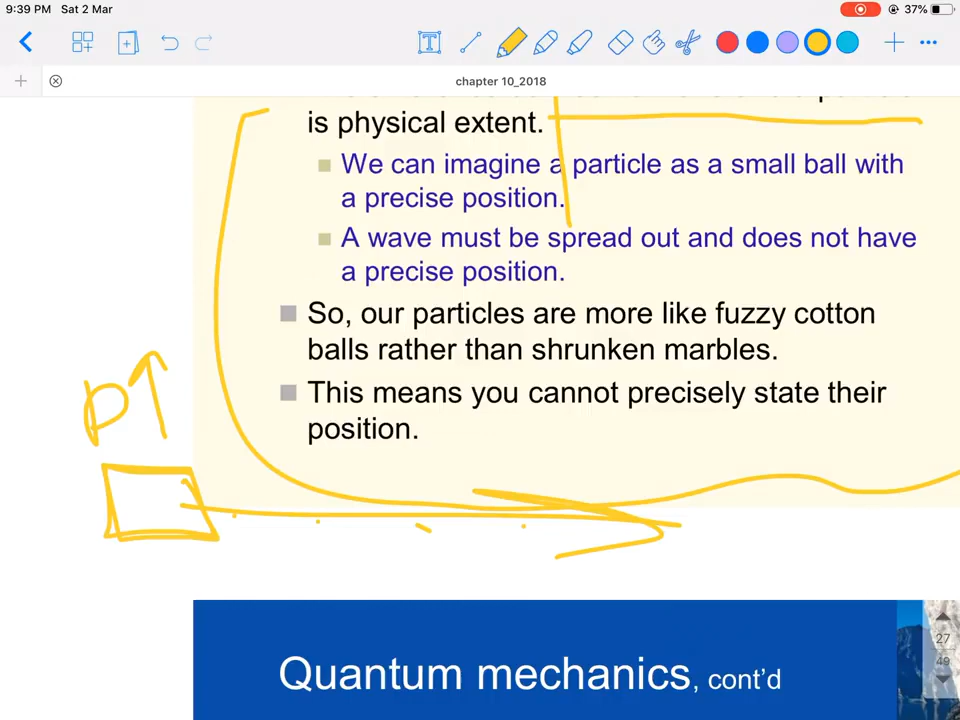 9:39 PM Sat 2 Mar 37%
chapter 10_2018
is physical extent.
We can imagine a particle as a small ball with
a precise position.
A wave must be spread out and does not have
a precise position.
So, our particles are more like fuzzy cotton
balls rather than shrunken marbles.
This means you cannot precisely state their
position.
P
27
49
Quantum mechanics, cont'd